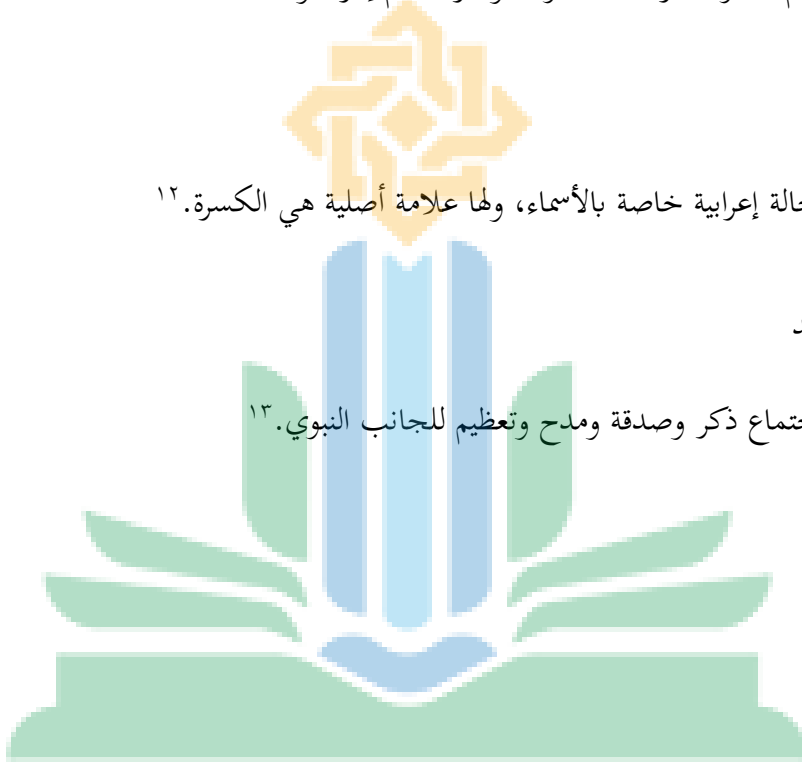 حالة إعرابية خاصة بالأسماء، ولها علامة أصلية هي الكسرة.١٢
جتماع ذكر وصدقة ومدح وتعظيم للجانب النبوي.١٣